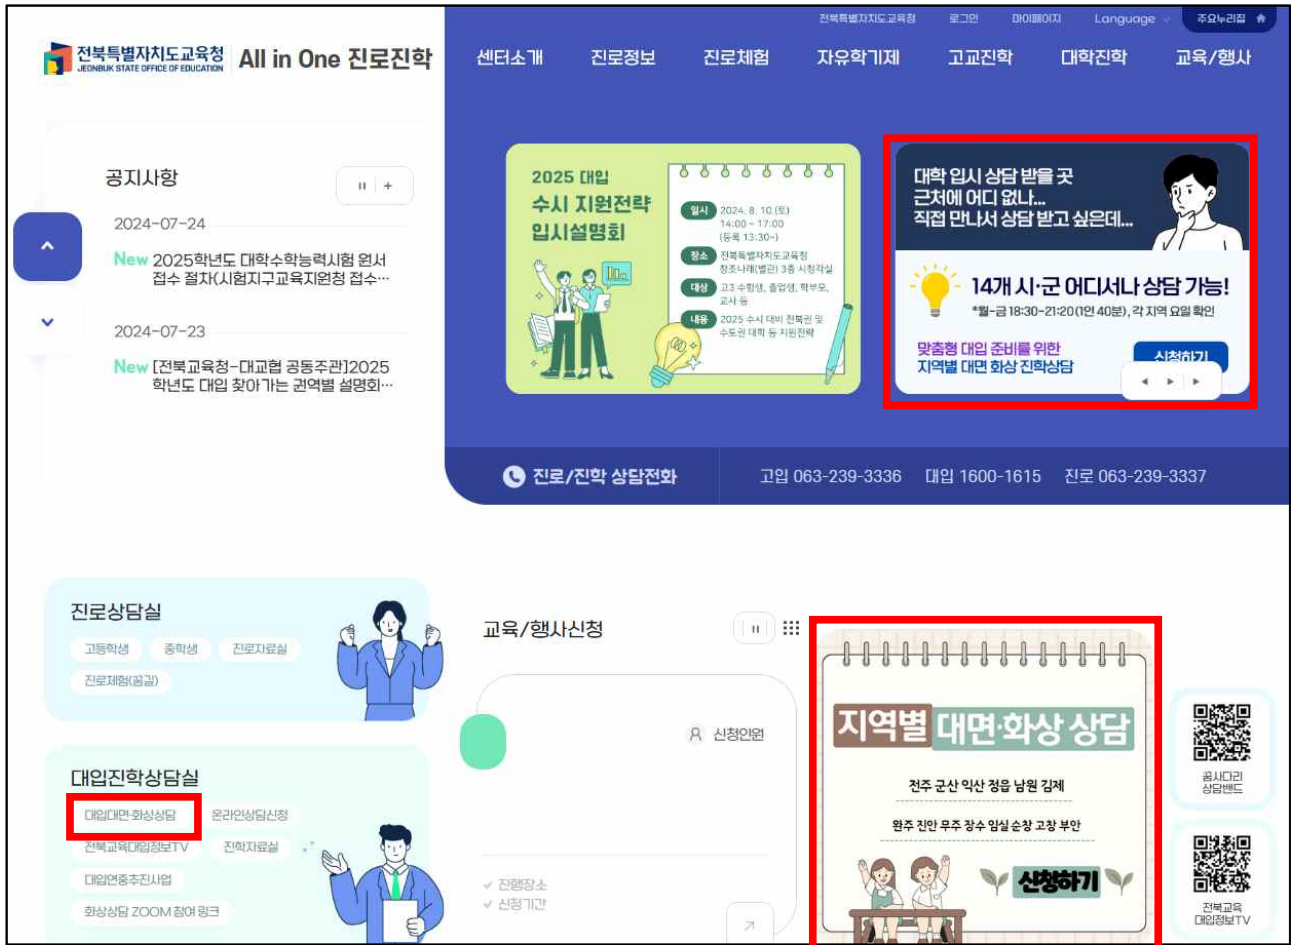 전북특별자치도교육청
로그인
마이페이지
Language
주요누리집
전북특별자치도교육청
JEONBUK STATE OFFICE OF EDUCATION
All in One 진로진학
센터소개
진로정보
진로체험
자유학기제
고교진학
대학진학
교육/행사
공지사항
2024-07-24
New 2025학년도 대학수학능력시험 원서
접수 절차(시험지구교육지원청 접수…
2024-07-23
New [전북교육청-대교협 공동주관]2025
학년도 대입 찾아가는 권역별 설명회…
2025 대입
수시 지원전략
입시설명회
일시 2024. 8. 10.(토)
14:00 ~ 17:00
(등록 13:30~)
장소 전북특별자치도교육청
창조나래(별관) 3층 시청각실
대상 고3 수험생, 졸업생, 학부모,
교사 등
내용 2025 수시 대비 전북권 및
수도권 대학 등 지원전략
대학 입시 상담 받을 곳
근처에 어디 없나...
직접 만나서 상담 받고 싶은데...
14개 시·군 어디서나 상담 가능!
*월~금 18:30~21:20(1인 40분), 각 지역 요일 확인
맞춤형 대입 준비를 위한
지역별 대면 화상 진학상담
신청하기
진로/진학 상담전화
고입 063-239-3336
대입 1600-1615
진로 063-239-3337
진로상담실
고등학생
중학생
진로자료실
진로체험(꿈길)
대입진학상담실
대입대면·화상상담
온라인상담신청
전북교육대입정보TV
진학자료실
대입연중추진사업
화상상담 ZOOM 참여 링크
교육/행사신청
신청인원
진행장소
신청기간
지역별 대면·화상 상담
전주 군산 익산 정읍 남원 김제
완주 진안 무주 장수 임실 순창 고창 부안
신청하기
꿈사다리
상담밴드
전북교육
대입정보TV